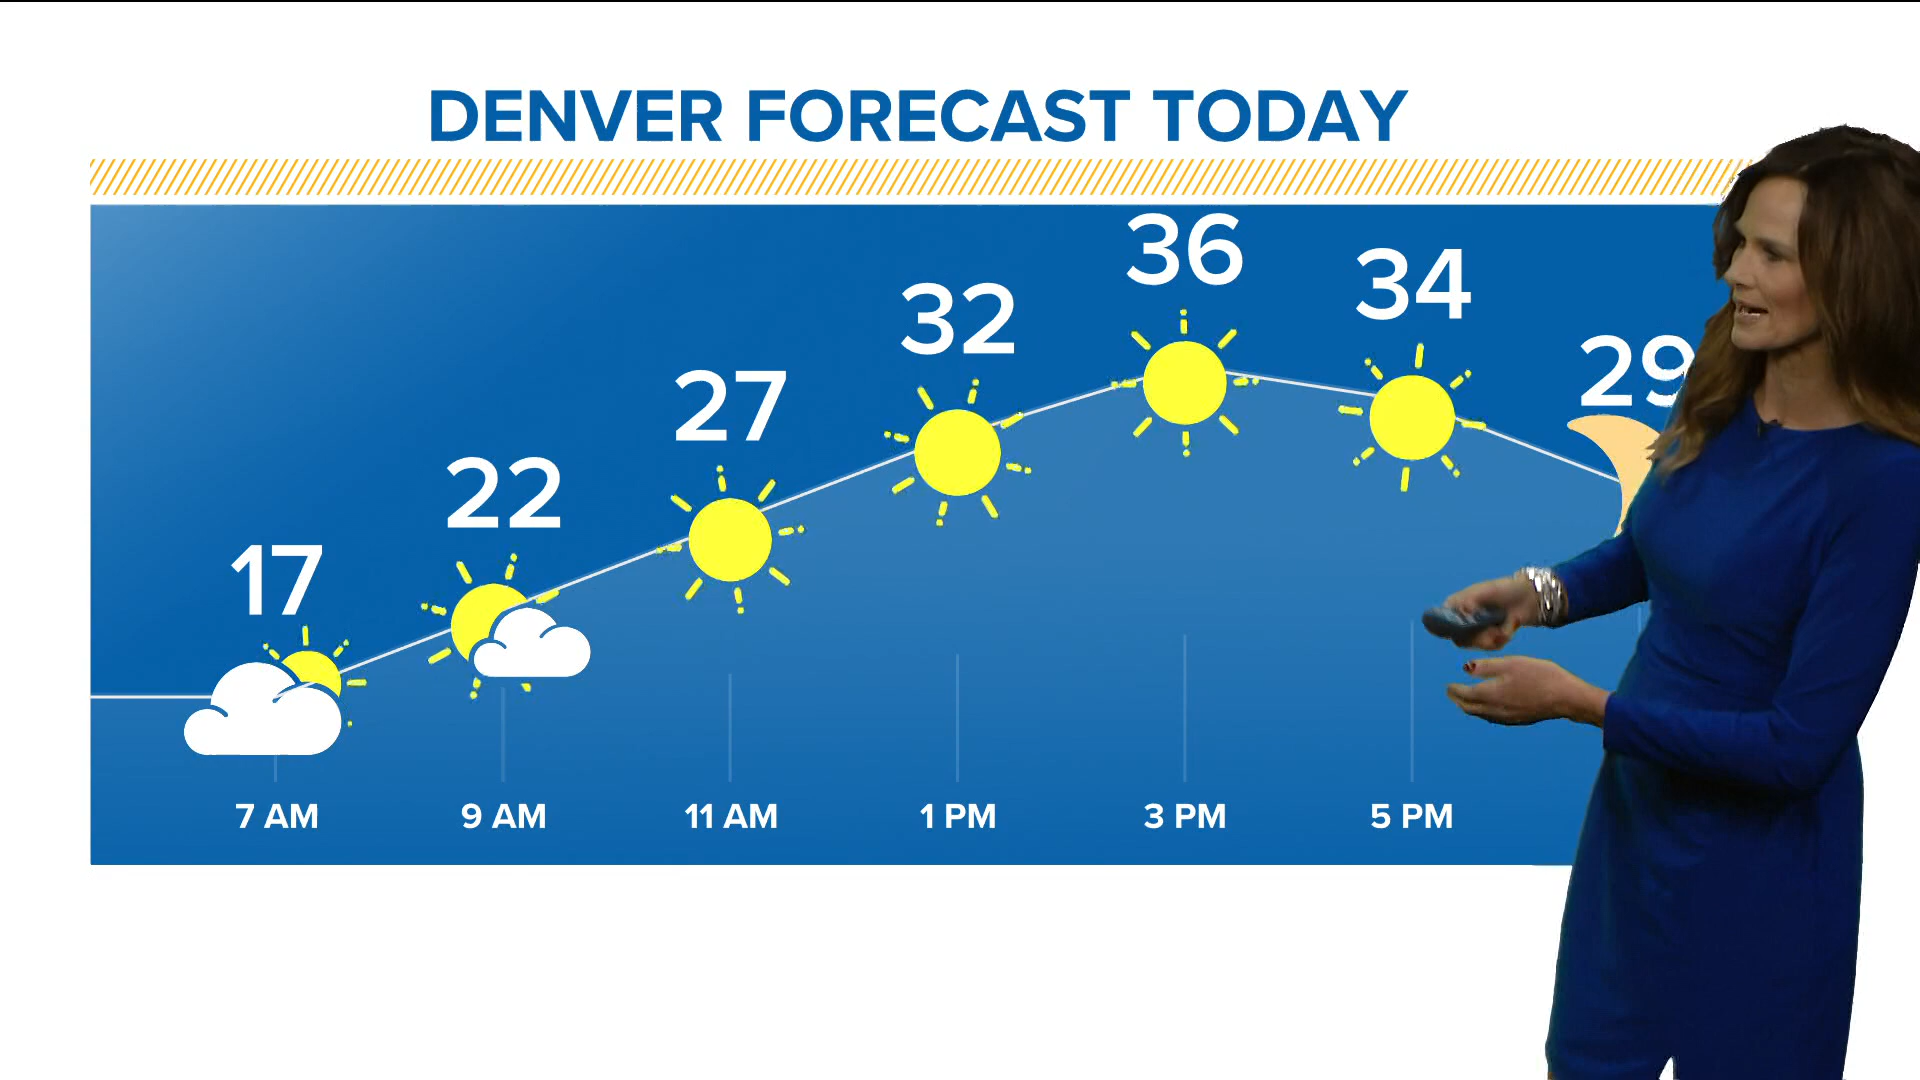 DENVER FORECAST TODAY
17
22
27
32
36
34
29
7 AM
9 AM
11 AM
1 PM
3 PM
5 PM